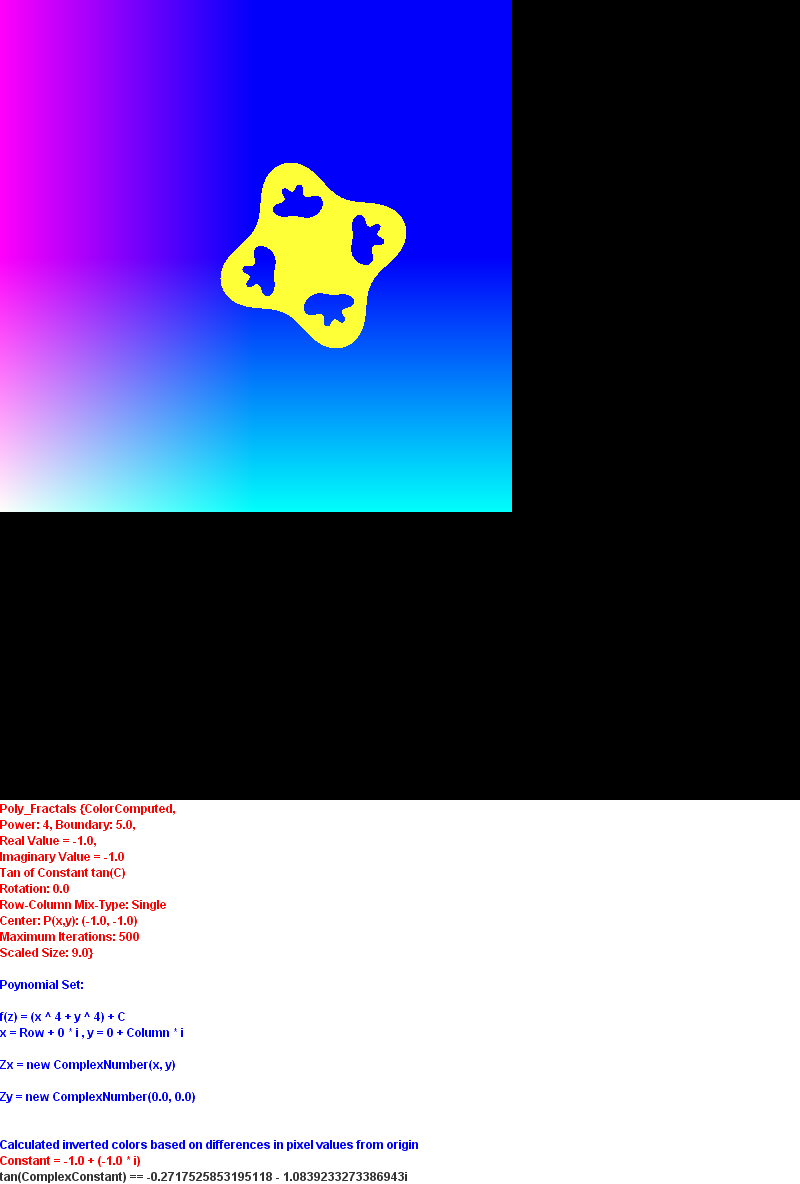 Poly_Fractals {ColorComputed,
Power: 4, Boundary: 5.0,
Real Value = -1.0,
Imaginary Value = -1.0
Tan of Constant tan(C)
Rotation: 0.0
Row-Column Mix-Type: Single
Center: P(x,y): (-1.0, -1.0)
Maximum Iterations: 500
Scaled Size: 9.0}
Poynomial Set:
f(z) = (x ^ 4 + y ^ 4) + C
x = Row + 0 * i , y = 0 + Column * i
Zx = new ComplexNumber(x, y)
Zy = new ComplexNumber(0.0, 0.0)
Calculated inverted colors based on differences in pixel values from origin
Constant = -1.0 + (-1.0 * i)
tan(ComplexConstant) == -0.2717525853195118 - 1.0839233273386943i